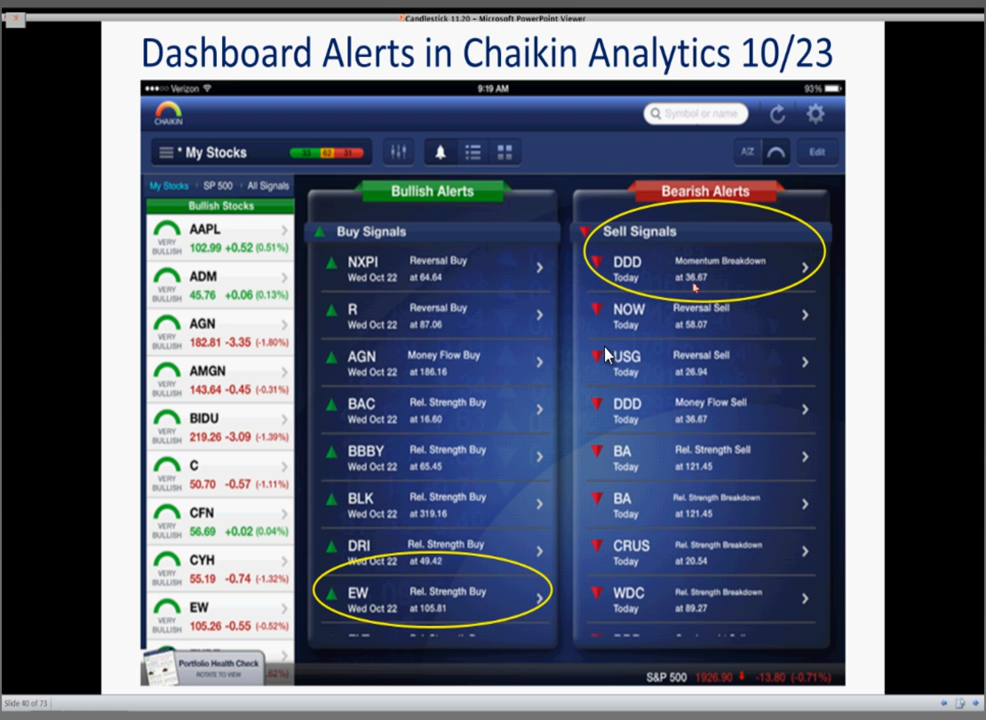 Candlestick 11.20 - Microsoft PowerPoint Viewer
Dashboard Alerts in Chaikin Analytics 10/23
Verizon 9:19 AM 93%
CHAIKIN
Symbol or name
* My Stocks 62 31
A/Z
Edit
My Stocks SP 500 All Signals
Bullish Stocks
AAPL
VERY BULLISH
102.99 +0.52 (0.51%)
ADM
VERY BULLISH
45.76 +0.06 (0.13%)
AGN
VERY BULLISH
182.81 -3.35 (-1.80%)
AMGN
VERY BULLISH
143.64 -0.45 (-0.31%)
BIDU
VERY BULLISH
219.26 -3.09 (-1.39%)
C
VERY BULLISH
50.70 -0.57 (-1.11%)
CFN
VERY BULLISH
56.69 +0.02 (0.04%)
CYH
VERY BULLISH
55.19 -0.74 (-1.32%)
EW
VERY BULLISH
105.26 -0.55 (-0.52%)
Portfolio Health Check
ROTATE TO VIEW
Bullish Alerts
Buy Signals
NXPI Reversal Buy
Wed Oct 22 at 64.64
R Reversal Buy
Wed Oct 22 at 87.06
AGN Money Flow Buy
Wed Oct 22 at 186.16
BAC Rel. Strength Buy
Wed Oct 22 at 16.60
BBBY Rel. Strength Buy
Wed Oct 22 at 65.45
BLK Rel. Strength Buy
Wed Oct 22 at 319.16
DRI Rel. Strength Buy
Wed Oct 22 at 49.42
EW Rel. Strength Buy
Wed Oct 22 at 105.81
Bearish Alerts
Sell Signals
DDD Momentum Breakdown
Today at 36.67
NOW Reversal Sell
Today at 58.07
USG Reversal Sell
Today at 26.94
DDD Money Flow Sell
Today at 36.67
BA Rel. Strength Sell
Today at 121.45
BA Rel. Strength Breakdown
Today at 121.45
CRUS Rel. Strength Breakdown
Today at 20.54
WDC Rel. Strength Breakdown
Today at 89.27
S&P 500 1926.90 -13.80 (-0.71%)
Slide 40 of 73